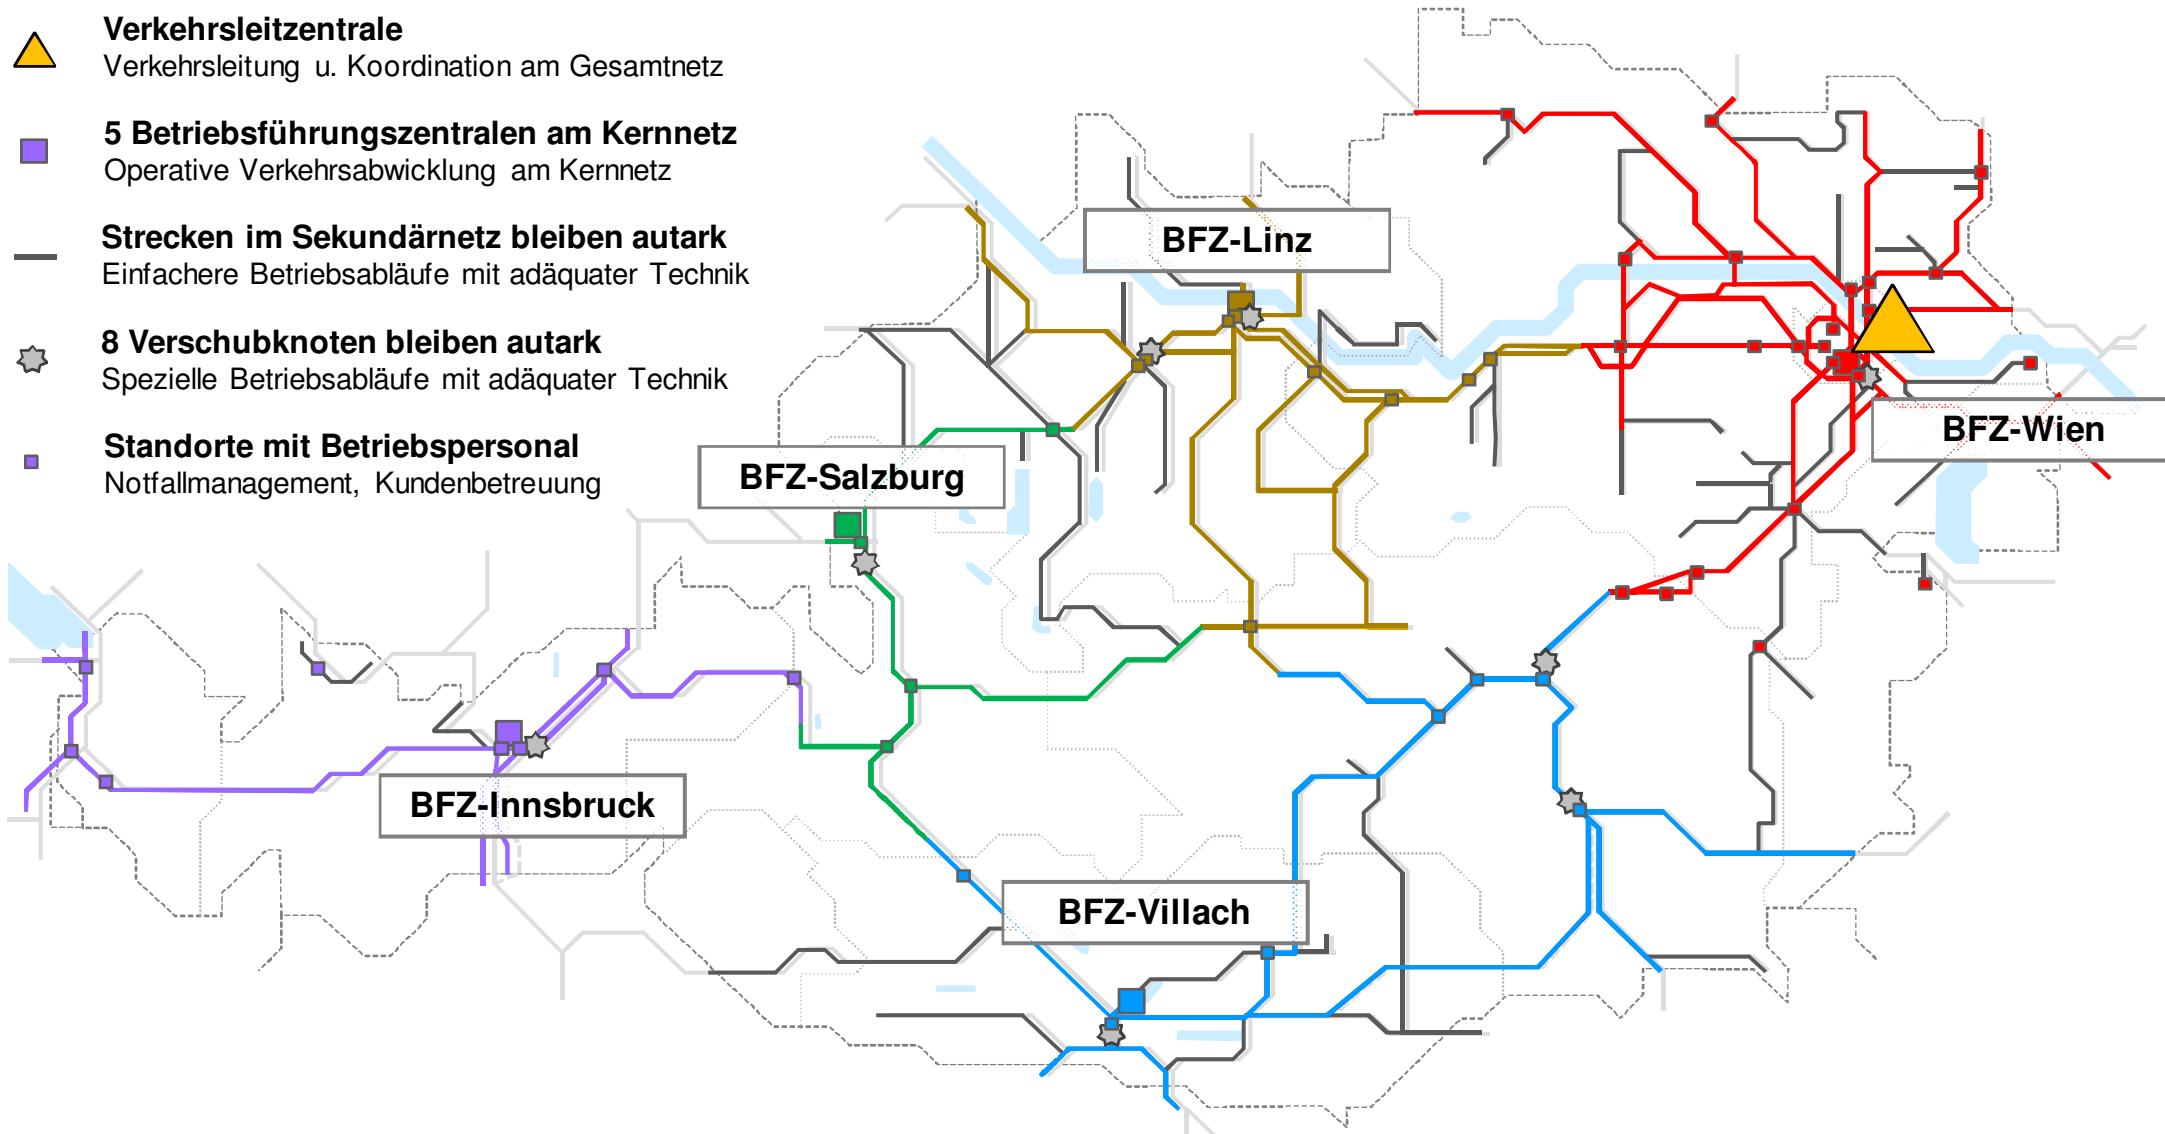 Verkehrsleitzentrale
Verkehrsleitung u. Koordination am Gesamtnetz
5 Betriebsführungszentralen am Kernnetz
Operative Verkehrsabwicklung am Kernnetz
Strecken im Sekundärnetz bleiben autark
Einfachere Betriebsabläufe mit adäquater Technik
8 Verschubknoten bleiben autark
Spezielle Betriebsabläufe mit adäquater Technik
Standorte mit Betriebspersonal
Notfallmanagement, Kundenbetreuung
BFZ-Linz
BFZ-Wien
BFZ-Salzburg
BFZ-Innsbruck
BFZ-Villach